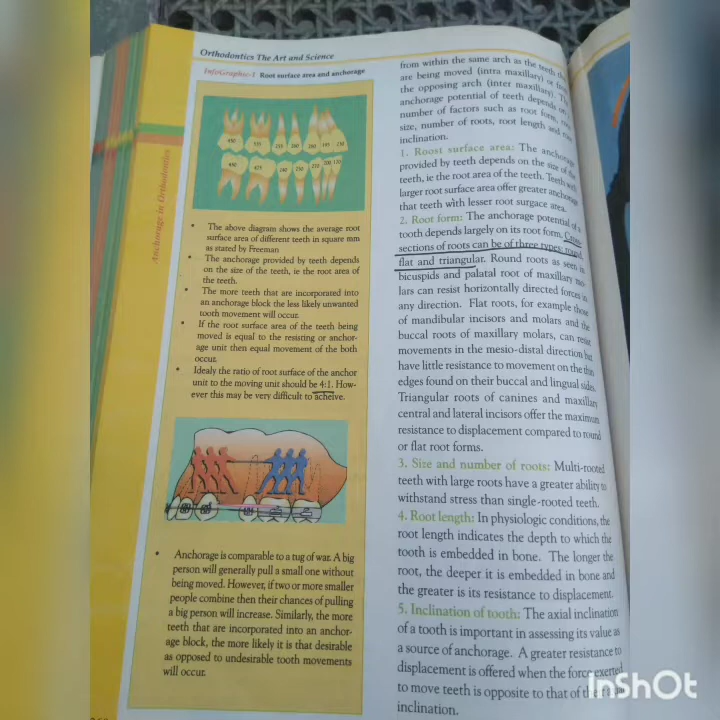 Orthodontics The Art and Science
InfoGraphic-1 Root surface area and anchorage
Anchorage in Orthodontics
• The above diagram shows the average root
surface area of different teeth in square mm
as stated by Freeman
• The anchorage provided by teeth depends
on the size of the teeth, ie the root area of
the teeth.
• The more teeth that are incorporated into
an anchorage block the less likely unwanted
tooth movement will occur.
• If the root surface area of the teeth being
moved is equal to the resisting or anchor-
age unit then equal movement of the both
occur.
• Idealy the ratio of root surface of the anchor
unit to the moving unit should be 4:1. How-
ever this may be very difficult to acheive.
• Anchorage is comparable to a tug of war. A big
person will generally pull a small one without
being moved. However, if two or more smaller
people combine then their chances of pulling
a big person will increase. Similarly, the more
teeth that are incorporated into an anchor-
age block, the more likely it is that desirable
as opposed to undesirable tooth movements
will occur.
from within the same arch as the teeth
are being moved (intra maxillary) or
the opposing arch (inter maxillary).
anchorage potential of teeth depends
number of factors such as root form,
size, number of roots, root length and
inclination.
1. Roost surface area: The anchorage
provided by teeth depends on the size of
teeth, ie the root area of the teeth. Teeth with
larger root surface area offer greater anchorage
that teeth with lesser root surgace area.
2. Root form: The anchorage potential of a
tooth depends largely on its root form. Cross-
sections of roots can be of three types: round,
flat and triangular. Round roots as seen in
bicuspids and palatal root of maxillary mo-
lars can resist horizontally directed forces in
any direction. Flat roots, for example those
of mandibular incisors and molars and the
buccal roots of maxillary molars, can resist
movements in the mesio-distal direction but
have little resistance to movement on the thin
edges found on their buccal and lingual sides.
Triangular roots of canines and maxillary
central and lateral incisors offer the maximum
resistance to displacement compared to round
or flat root forms.
3. Size and number of roots: Multi-rooted
teeth with large roots have a greater ability to
withstand stress than single-rooted teeth.
4. Root length: In physiologic conditions, the
root length indicates the depth to which the
tooth is embedded in bone. The longer the
root, the deeper it is embedded in bone and
the greater is its resistance to displacement.
5. Inclination of tooth: The axial inclination
of a tooth is important in assessing its value as
a source of anchorage. A greater resistance to
displacement is offered when the force exerted
to move teeth is opposite to that of their
inclination.
InShOt